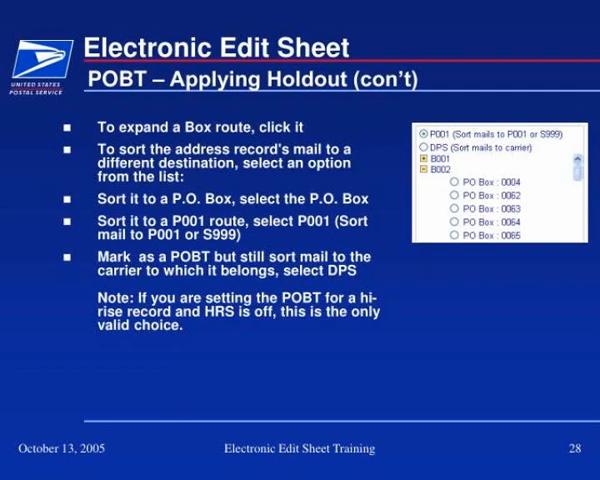 Electronic Edit Sheet
POBT – Applying Holdout (con't)
UNITED STATES
POSTAL SERVICE
To expand a Box route, click it
To sort the address record's mail to a
different destination, select an option
from the list:
Sort it to a P.O. Box, select the P.O. Box
Sort it to a P001 route, select P001 (Sort
mail to P001 or S999)
Mark as a POBT but still sort mail to the
carrier to which it belongs, select DPS
Note: If you are setting the POBT for a hi-
rise record and HRS is off, this is the only
valid choice.
P001 (Sort mails to P001 or S999)
DPS (Sort mails to carrier)
B001
B002
PO Box : 0004
PO Box : 0062
PO Box : 0063
PO Box : 0064
PO Box : 0065
October 13, 2005
Electronic Edit Sheet Training
28